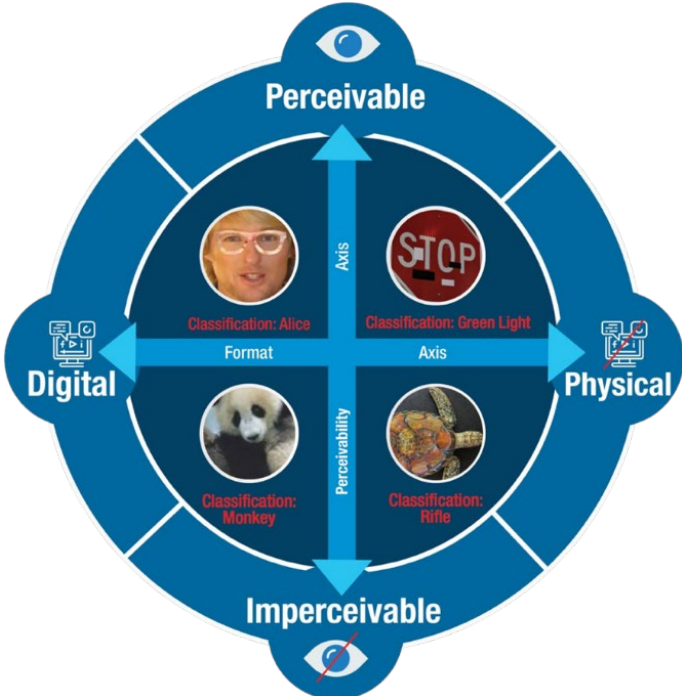 Perceivable
Axis
STOP
Classification: Alice
Classification: Green Light
Format
Axis
Digital
Physical
Perceivability
Classification:
Monkey
Classification:
Rifle
Imperceivable